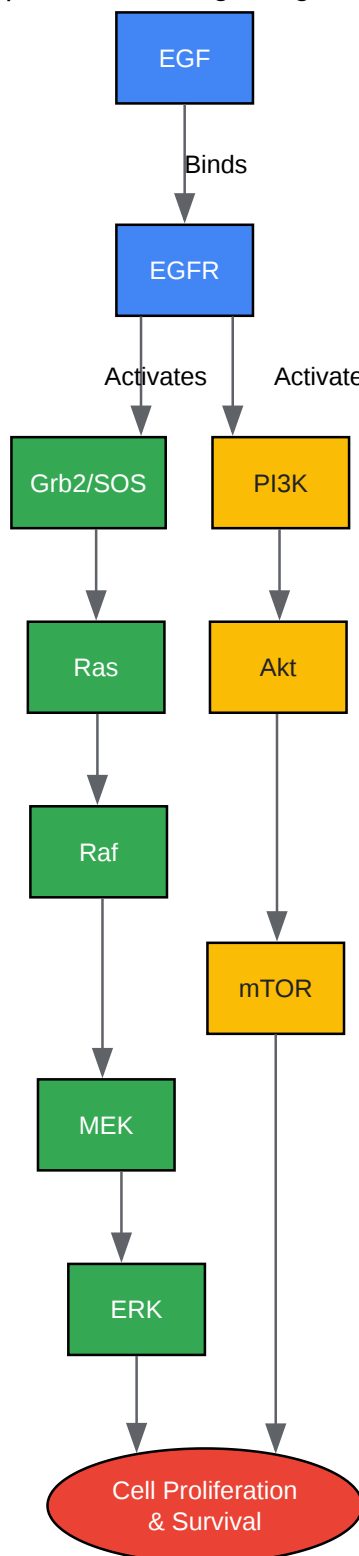 EGF
Binds
EGFR
Activates
Grb2/SOS
PI3K
Ras
Akt
Raf
mTOR
MEK
ERK
Cell Proliferation
& Survival